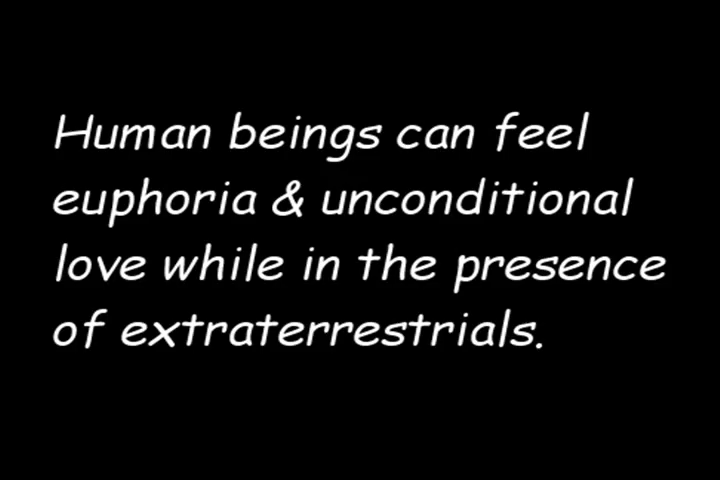 Human beings can feel
euphoria & unconditional
love while in the presence
of extraterrestrials.